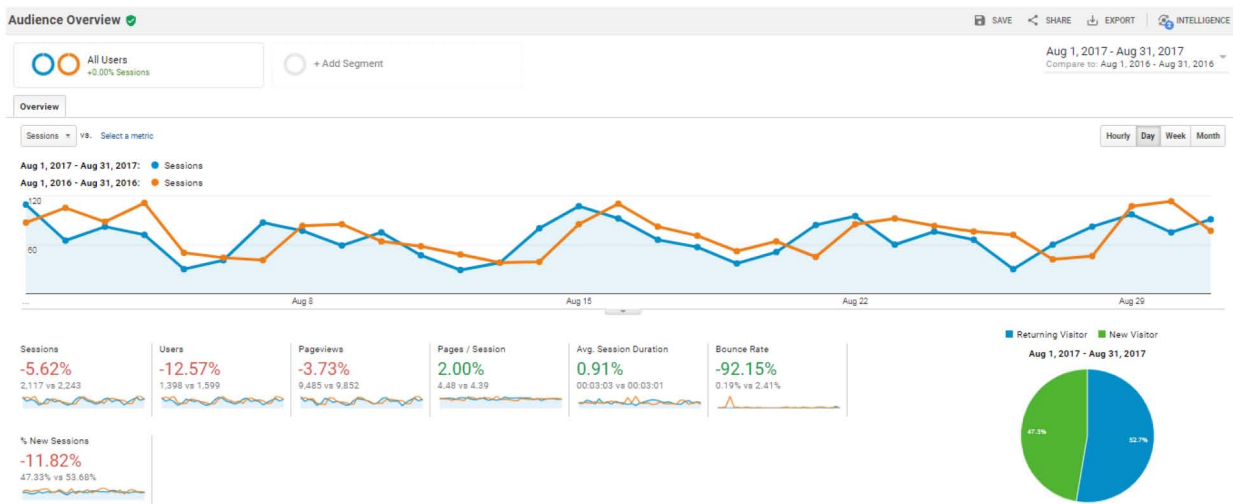 Audience Overview
SAVE SHARE EXPORT INTELLIGENCE
All Users
+0.00% Sessions
+ Add Segment
Aug 1, 2017 - Aug 31, 2017
Compare to: Aug 1, 2016 - Aug 31, 2016
Overview
Sessions vs. Select a metric
Hourly Day Week Month
Aug 1, 2017 - Aug 31, 2017: Sessions
Aug 1, 2016 - Aug 31, 2016: Sessions
120
60
... Aug 8 Aug 15 Aug 22 Aug 29
Sessions
-5.62%
2,117 vs 2,243
Users
-12.57%
1,398 vs 1,599
Pageviews
-3.73%
9,485 vs 9,852
Pages / Session
2.00%
4.48 vs 4.39
Avg. Session Duration
0.91%
00:03:03 vs 00:03:01
Bounce Rate
-92.15%
0.19% vs 2.41%
% New Sessions
-11.82%
47.33% vs 53.68%
Returning Visitor New Visitor
Aug 1, 2017 - Aug 31, 2017
47.3%
52.7%